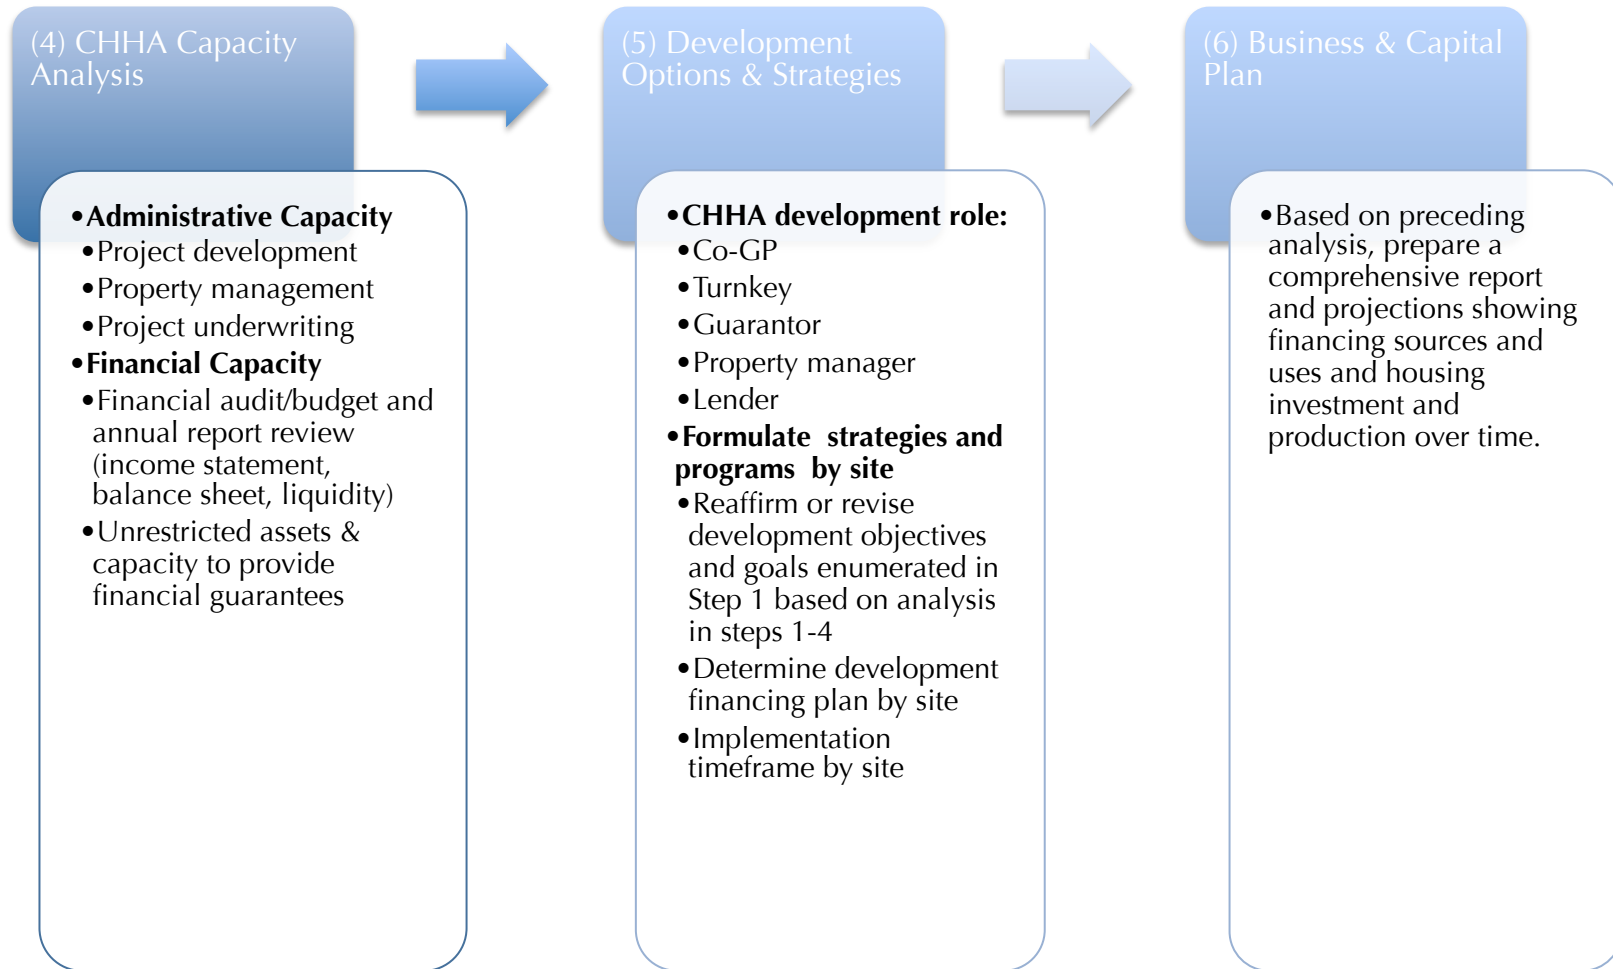 (4) CHHA Capacity
Analysis
•Administrative Capacity
•Project development
•Property management
•Project underwriting
•Financial Capacity
•Financial audit/budget and
annual report review
(income statement,
balance sheet, liquidity)
•Unrestricted assets &
capacity to provide
financial guarantees
(5) Development
Options & Strategies
•CHHA development role:
•Co-GP
•Turnkey
•Guarantor
•Property manager
•Lender
•Formulate  strategies and
programs  by site
•Reaffirm or revise
development objectives
and goals enumerated in
Step 1 based on analysis
in steps 1-4
•Determine development
financing plan by site
•Implementation
timeframe by site
(6) Business & Capital
Plan
•Based on preceding
analysis, prepare a
comprehensive report
and projections showing
financing sources and
uses and housing
investment and
production over time.